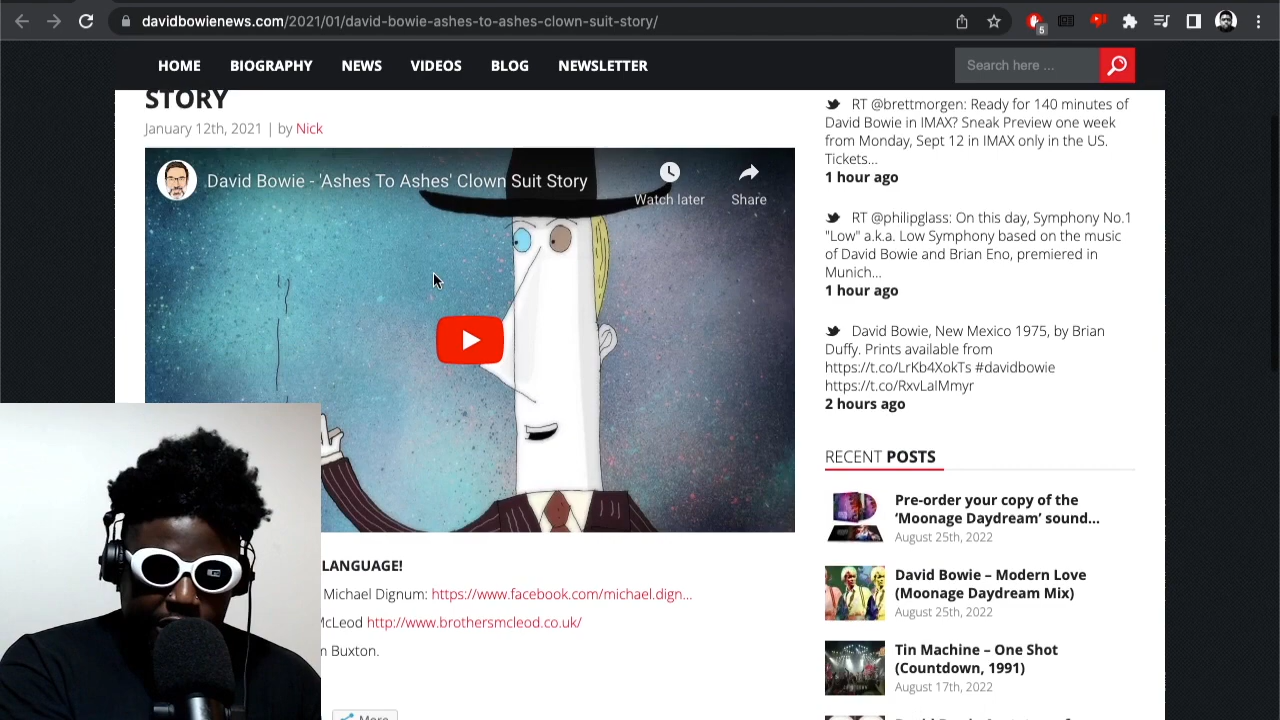 davidbowienews.com/2021/01/david-bowie-ashes-to-ashes-clown-suit-story/
5
HOME BIOGRAPHY NEWS VIDEOS BLOG NEWSLETTER
Search here ...
STORY
January 12th, 2021 | by Nick
David Bowie - 'Ashes To Ashes' Clown Suit Story
Watch later
Share
LANGUAGE!
Michael Dignum: https://www.facebook.com/michael.dign...
McLeod http://www.brothersmcleod.co.uk/
Buxton.
More
RT @brettmorgen: Ready for 140 minutes of
David Bowie in IMAX? Sneak Preview one week
from Monday, Sept 12 in IMAX only in the US.
Tickets...
1 hour ago
RT @philipglass: On this day, Symphony No.1
"Low" a.k.a. Low Symphony based on the music
of David Bowie and Brian Eno, premiered in
Munich...
1 hour ago
David Bowie, New Mexico 1975, by Brian
Duffy. Prints available from
https://t.co/LrKb4XokTs #davidbowie
https://t.co/RxvLaIMmyr
2 hours ago
RECENT POSTS
Pre-order your copy of the
‘Moonage Daydream’ sound...
August 25th, 2022
David Bowie – Modern Love
(Moonage Daydream Mix)
August 25th, 2022
Tin Machine – One Shot
(Countdown, 1991)
August 17th, 2022